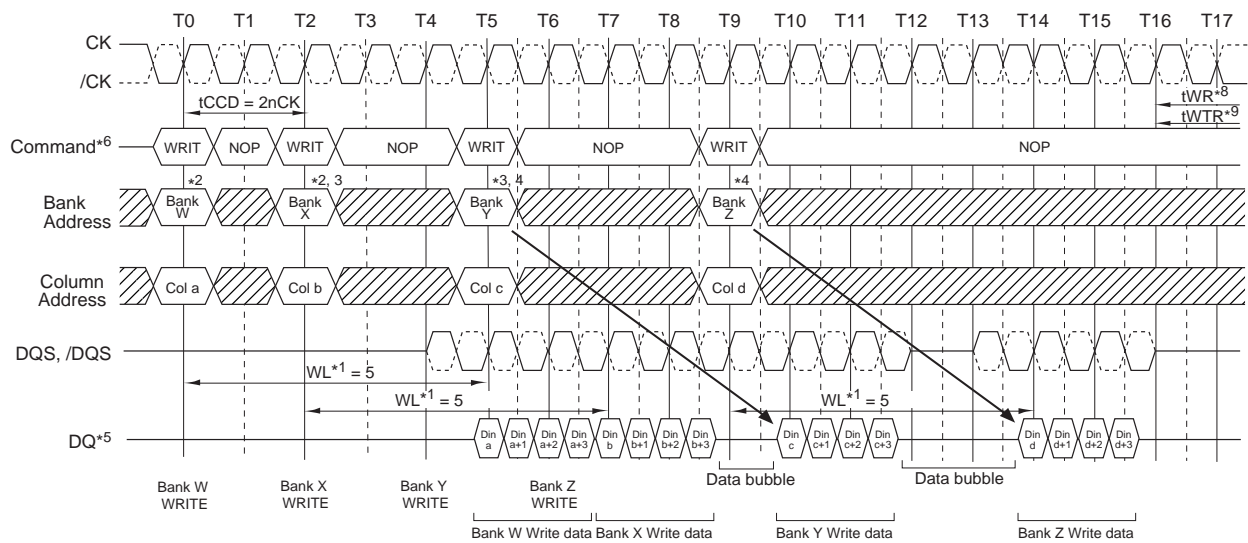 T0 T1 T2 T3 T4 T5 T6 T7 T8 T9 T10 T11 T12 T13 T14 T15 T16 T17
CK
/CK
tCCD = 2nCK
tWR*8
tWTR*9
Command*6 WRIT NOP WRIT NOP WRIT NOP WRIT NOP
*2 *2, 3 *3, 4 *4
Bank Address
Bank W
Bank X
Bank Y
Bank Z
Column Address
Col a Col b Col c Col d
DQS, /DQS
WL*1 = 5
WL*1 = 5
WL*1 = 5
DQ*5
Din a
Din a+1
Din a+2
Din a+3
Din b
Din b+1
Din b+2
Din b+3
Din c
Din c+1
Din c+2
Din c+3
Din d
Din d+1
Din d+2
Din d+3
Data bubble
Data bubble
Bank W WRITE
Bank X WRITE
Bank Y WRITE
Bank Z WRITE
Bank W Write data
Bank X Write data
Bank Y Write data
Bank Z Write data